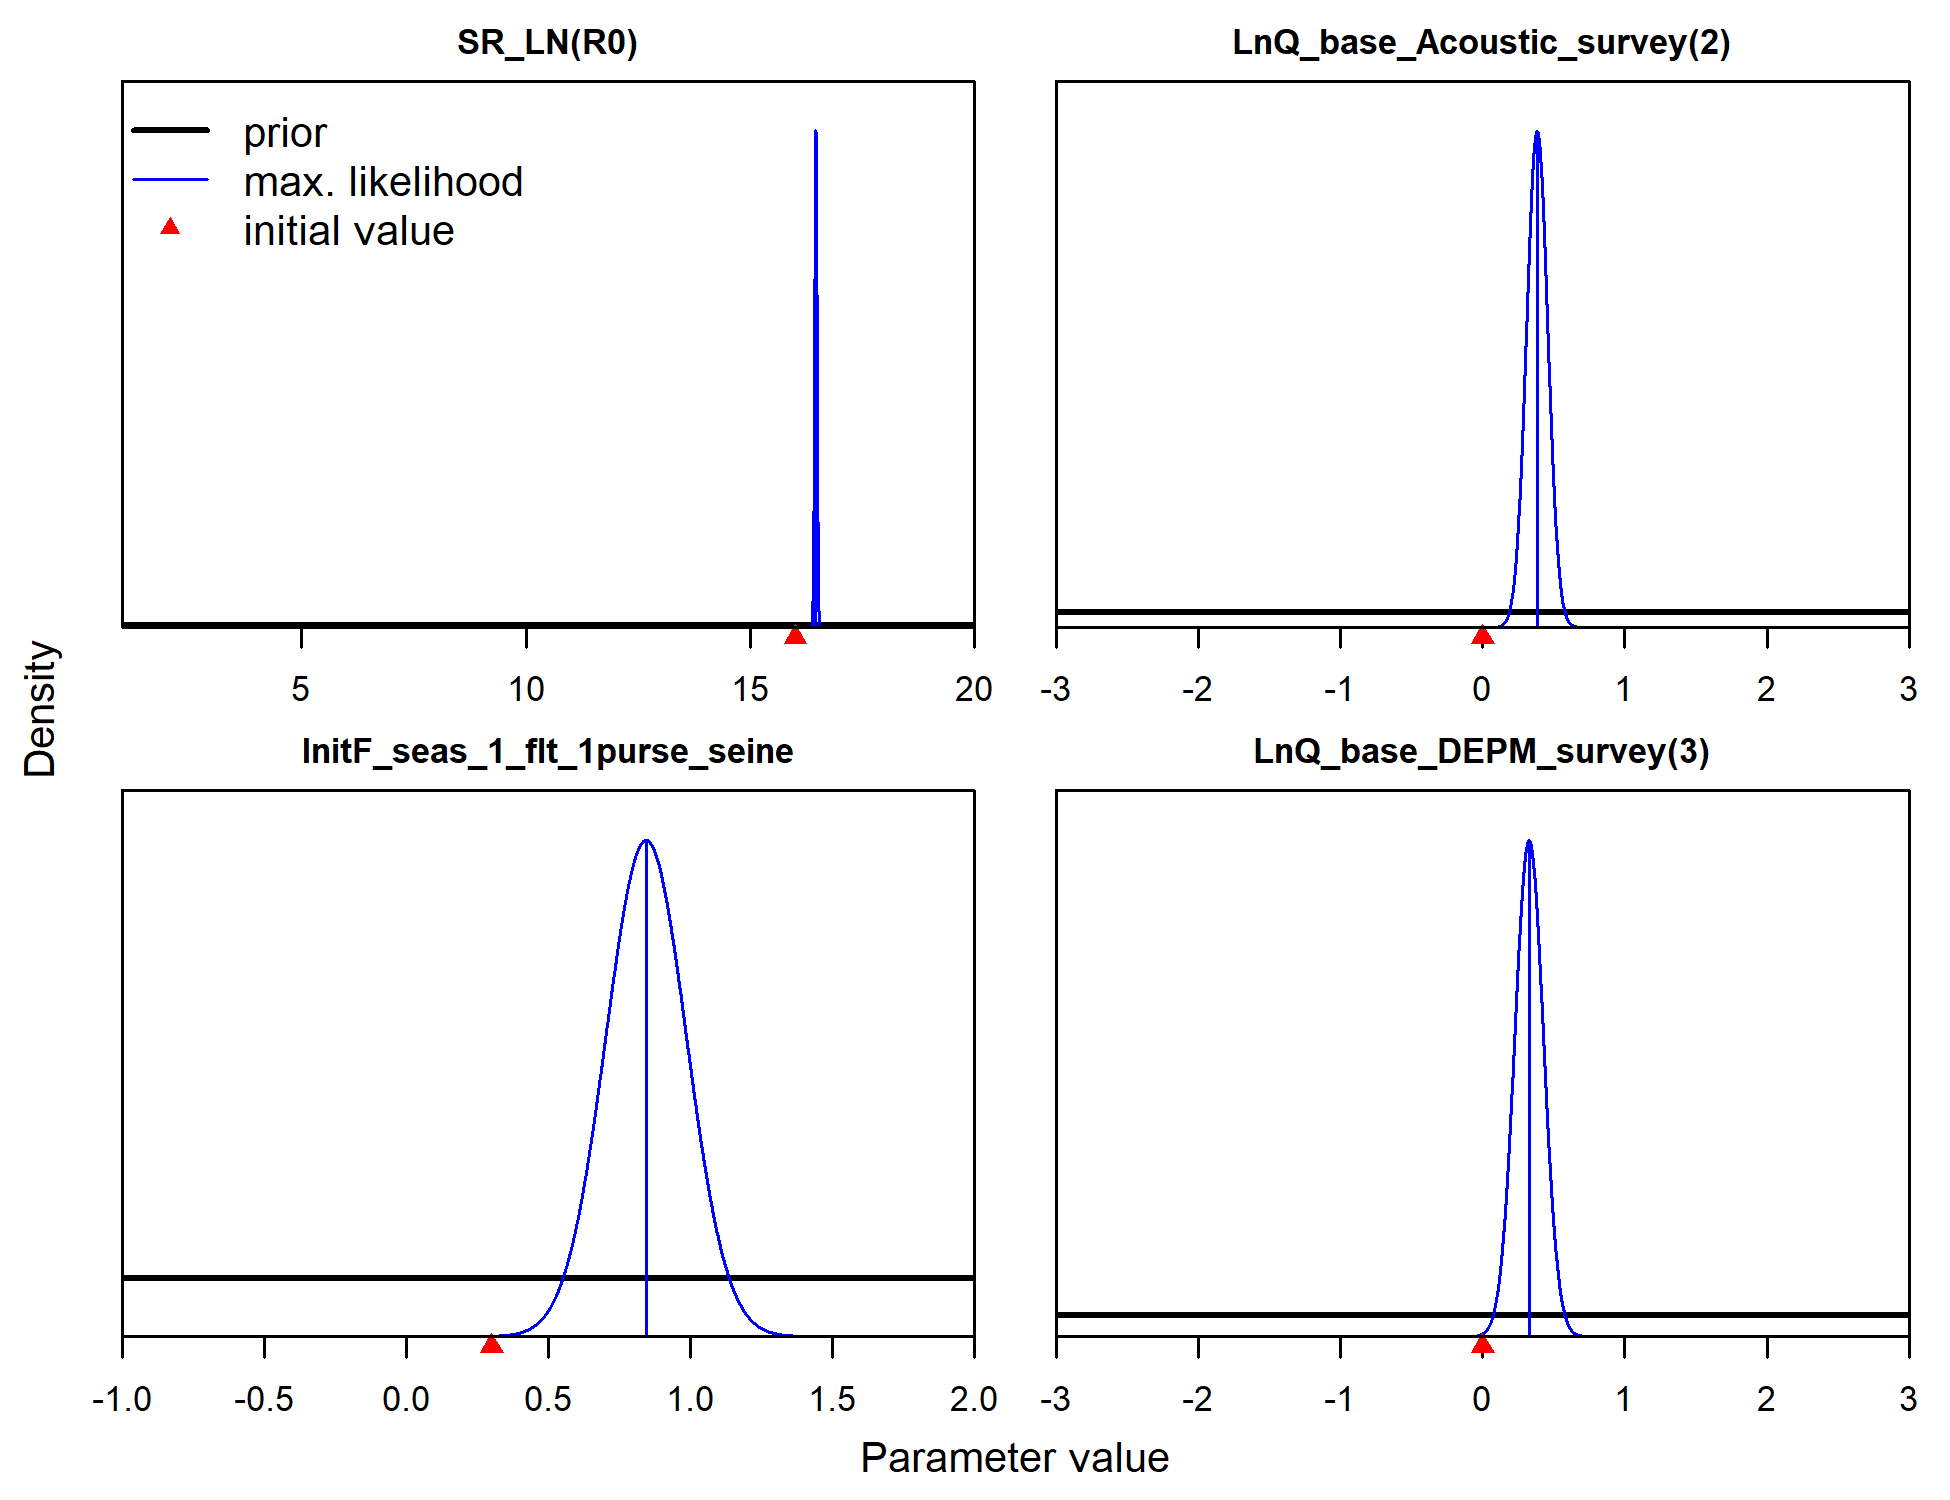 SR_LN(R0)
prior
max. likelihood
initial value
5 10 15 20
LnQ_base_Acoustic_survey(2)
-3 -2 -1 0 1 2 3
Density
InitF_seas_1_flt_1purse_seine
-1.0 -0.5 0.0 0.5 1.0 1.5 2.0
LnQ_base_DEPM_survey(3)
-3 -2 -1 0 1 2 3
Parameter value